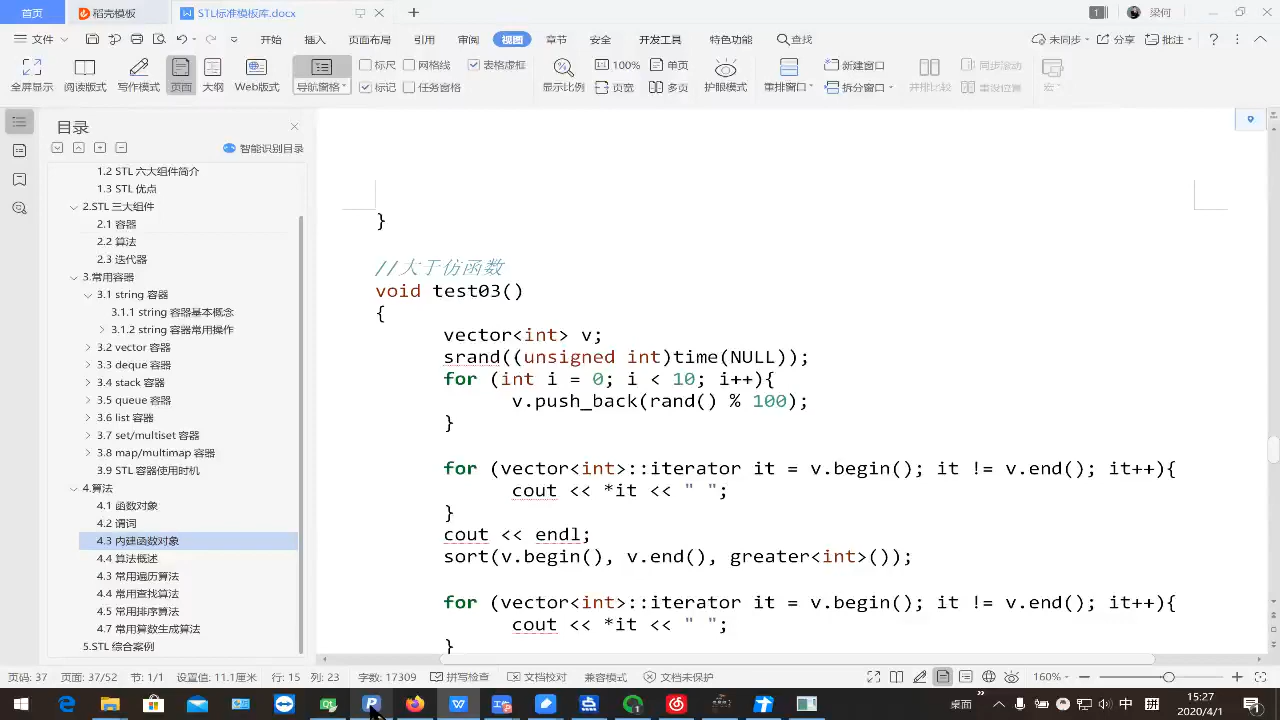 首页
稻壳模板
STL标准模板库.docx
1
梁何
文件
开始
插入
页面布局
引用
审阅
视图
章节
安全
开发工具
特色功能
查找
未同步
分享
批注
全屏显示
阅读版式
写作模式
页面
大纲
Web版式
导航窗格
标尺
网格线
表格虚框
标记
任务窗格
显示比例
100%
单页
页宽
多页
护眼模式
重排窗口
新建窗口
拆分窗口
并排比较
同步滚动
重设位置
宏
目录
智能识别目录
1.2 STL 六大组件简介
1.3 STL 优点
2.STL 三大组件
2.1 容器
2.2 算法
2.3 迭代器
3.常用容器
3.1 string 容器
3.1.1 string 容器基本概念
3.1.2 string 容器常用操作
3.2 vector 容器
3.3 deque 容器
3.4 stack 容器
3.5 queue 容器
3.6 list 容器
3.7 set/multiset 容器
3.8 map/multimap 容器
3.9 STL 容器使用时机
4.算法
4.1 函数对象
4.2 谓词
4.3 内建函数对象
4.4 算法概述
4.3 常用遍历算法
4.4 常用查找算法
4.5 常用排序算法
4.7 常用算数生成算法
5.STL 综合案例
}
//大于仿函数
void test03()
{
vector<int> v;
srand((unsigned int)time(NULL));
for (int i = 0; i < 10; i++){
v.push_back(rand() % 100);
}
for (vector<int>::iterator it = v.begin(); it != v.end(); it++){
cout << *it << " ";
}
cout << endl;
sort(v.begin(), v.end(), greater<int>());
for (vector<int>::iterator it = v.begin(); it != v.end(); it++){
cout << *it << " ";
}
页码: 37
页面: 37/52
节: 1/1
设置值: 11.1厘米
行: 15
列: 23
字数: 17309
拼写检查
文档校对
兼容模式
文档未保护
160%
桌面
中
15:27
2020/4/1